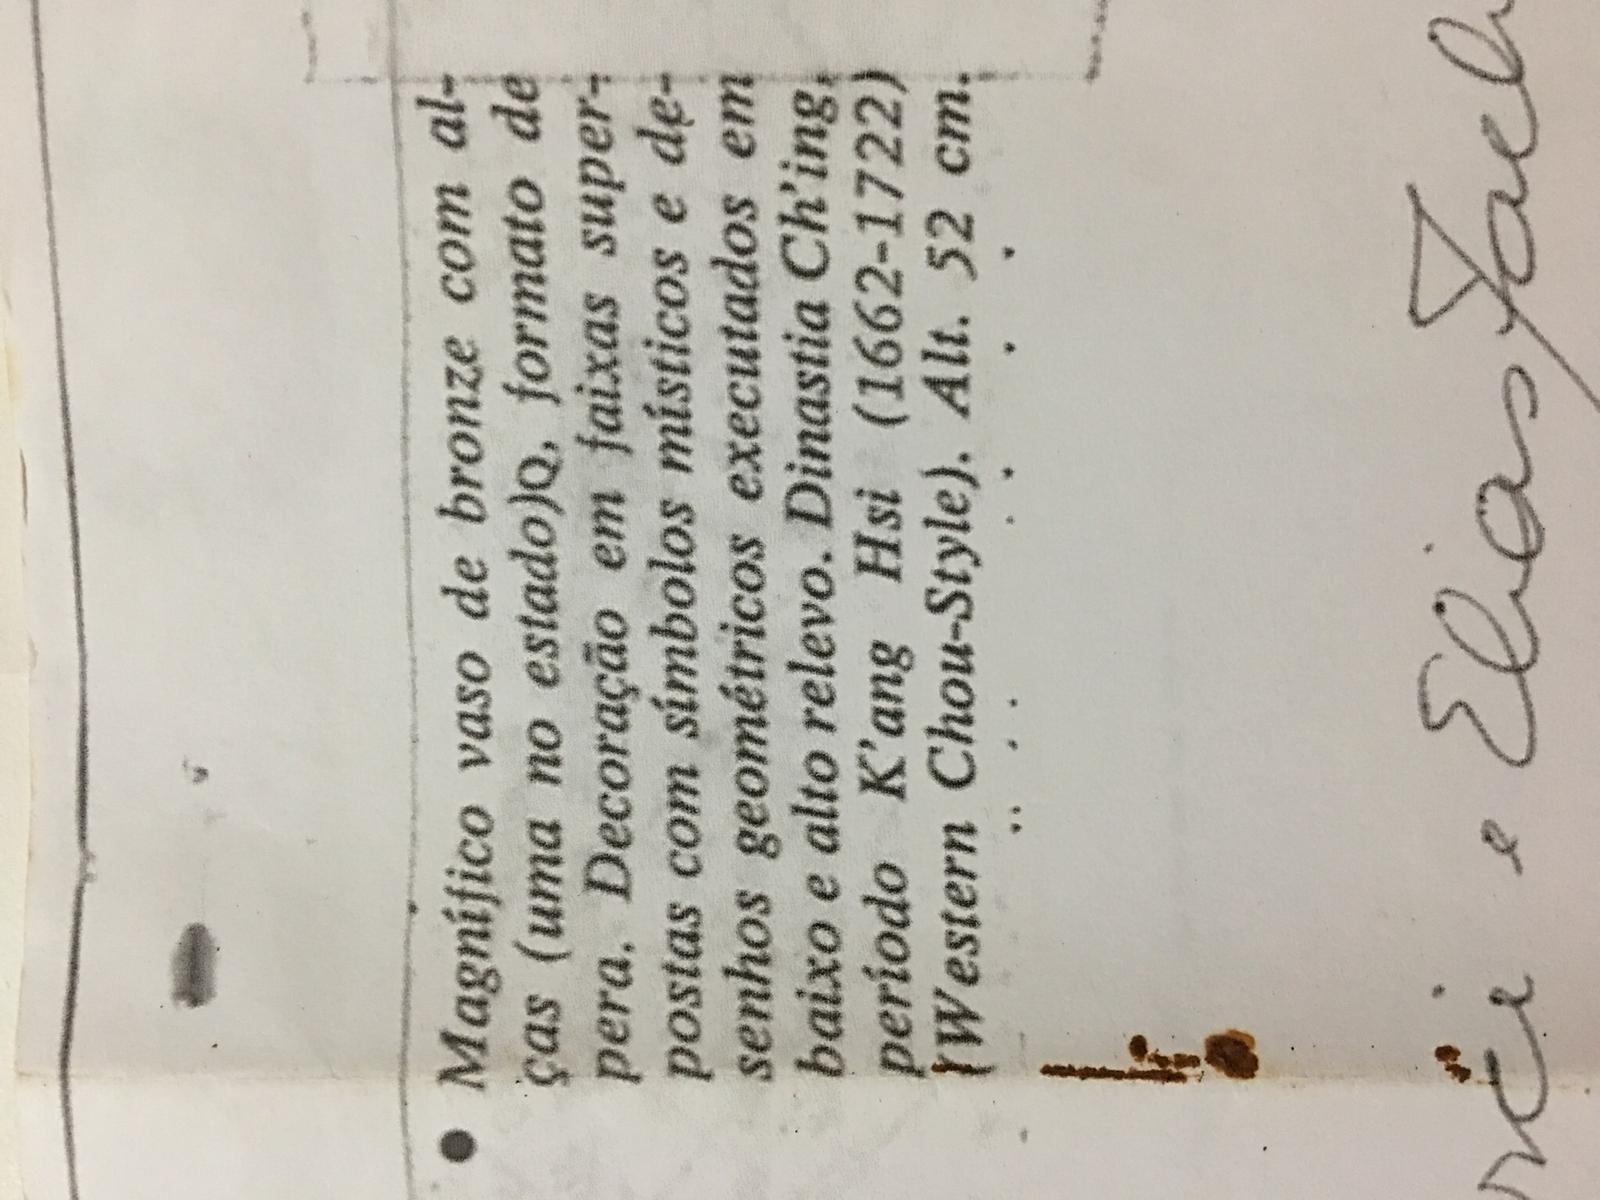 ● Magnífico vaso de bronze com al-
ças (uma no estado)Q, formato de
pera. Decoração em faixas super-
postas com símbolos místicos e de-
senhos geométricos executados em
baixo e alto relevo. Dinastia Ch'ing,
período K'ang Hsi (1662-1722)
(Western Chou-Style). Alt. 52 cm.
e Elias